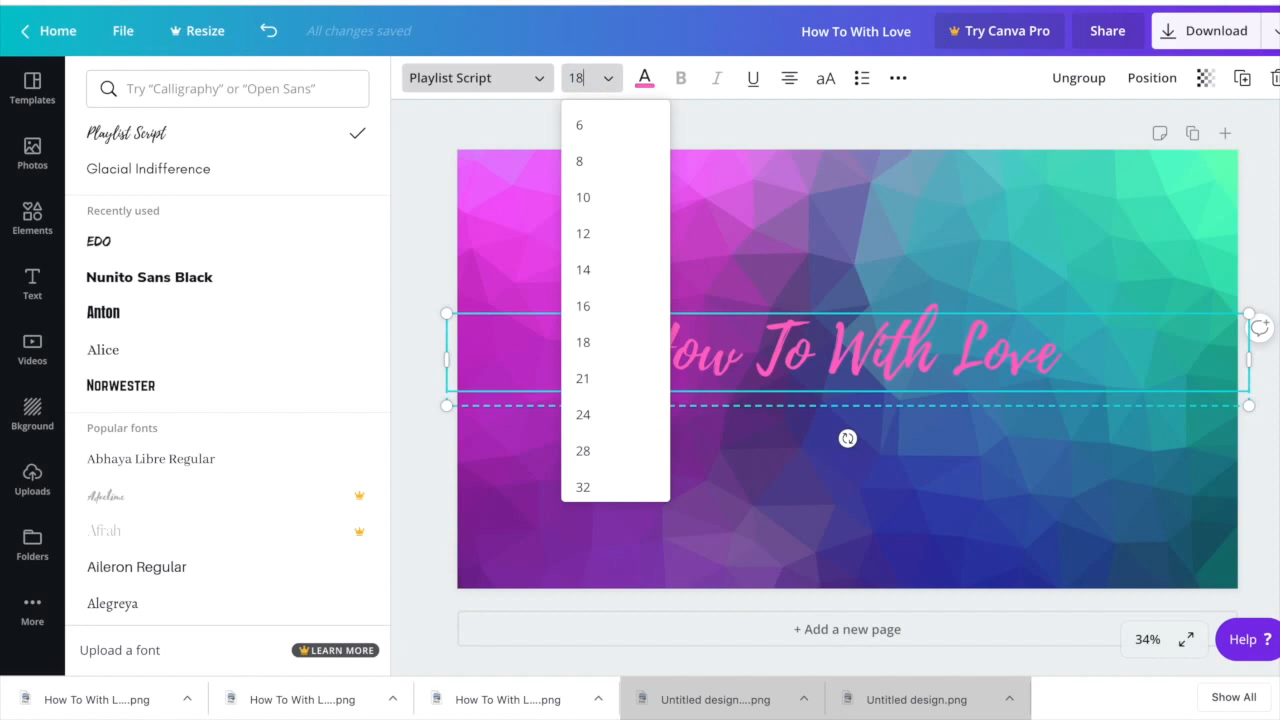 Home File Resize All changes saved How To With Love Try Canva Pro Share Download
Templates
Photos
Elements
Text
Videos
Bkground
Uploads
Folders
More
Try "Calligraphy" or "Open Sans"
Playlist Script
Glacial Indifference
Recently used
EDO
Nunito Sans Black
Anton
Alice
NORWESTER
Popular fonts
Abhaya Libre Regular
Adeline
Afrah
Aileron Regular
Alegreya
Upload a font LEARN MORE
Playlist Script 18 A B I U aA Ungroup Position
6
8
10
12
14
16
18
21
24
28
32
How To With Love
+ Add a new page
34% Help ?
How To With L....png How To With L....png How To With L....png Untitled design....png Untitled design.png Show All